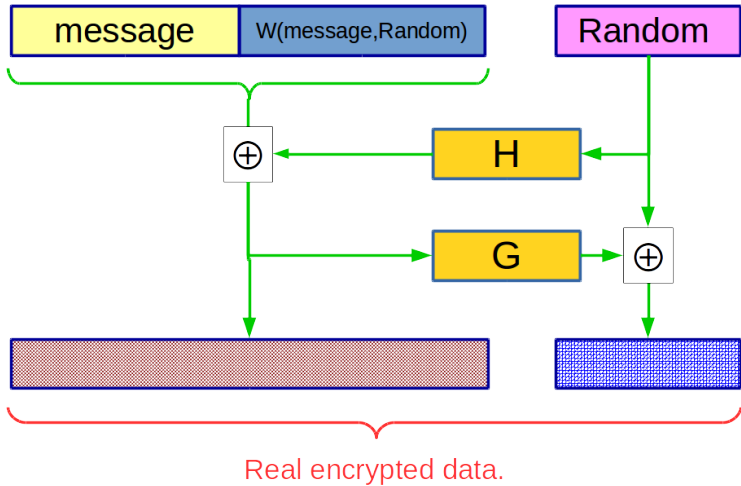 message W(message,Random) Random
⊕ H
G ⊕
Real encrypted data.